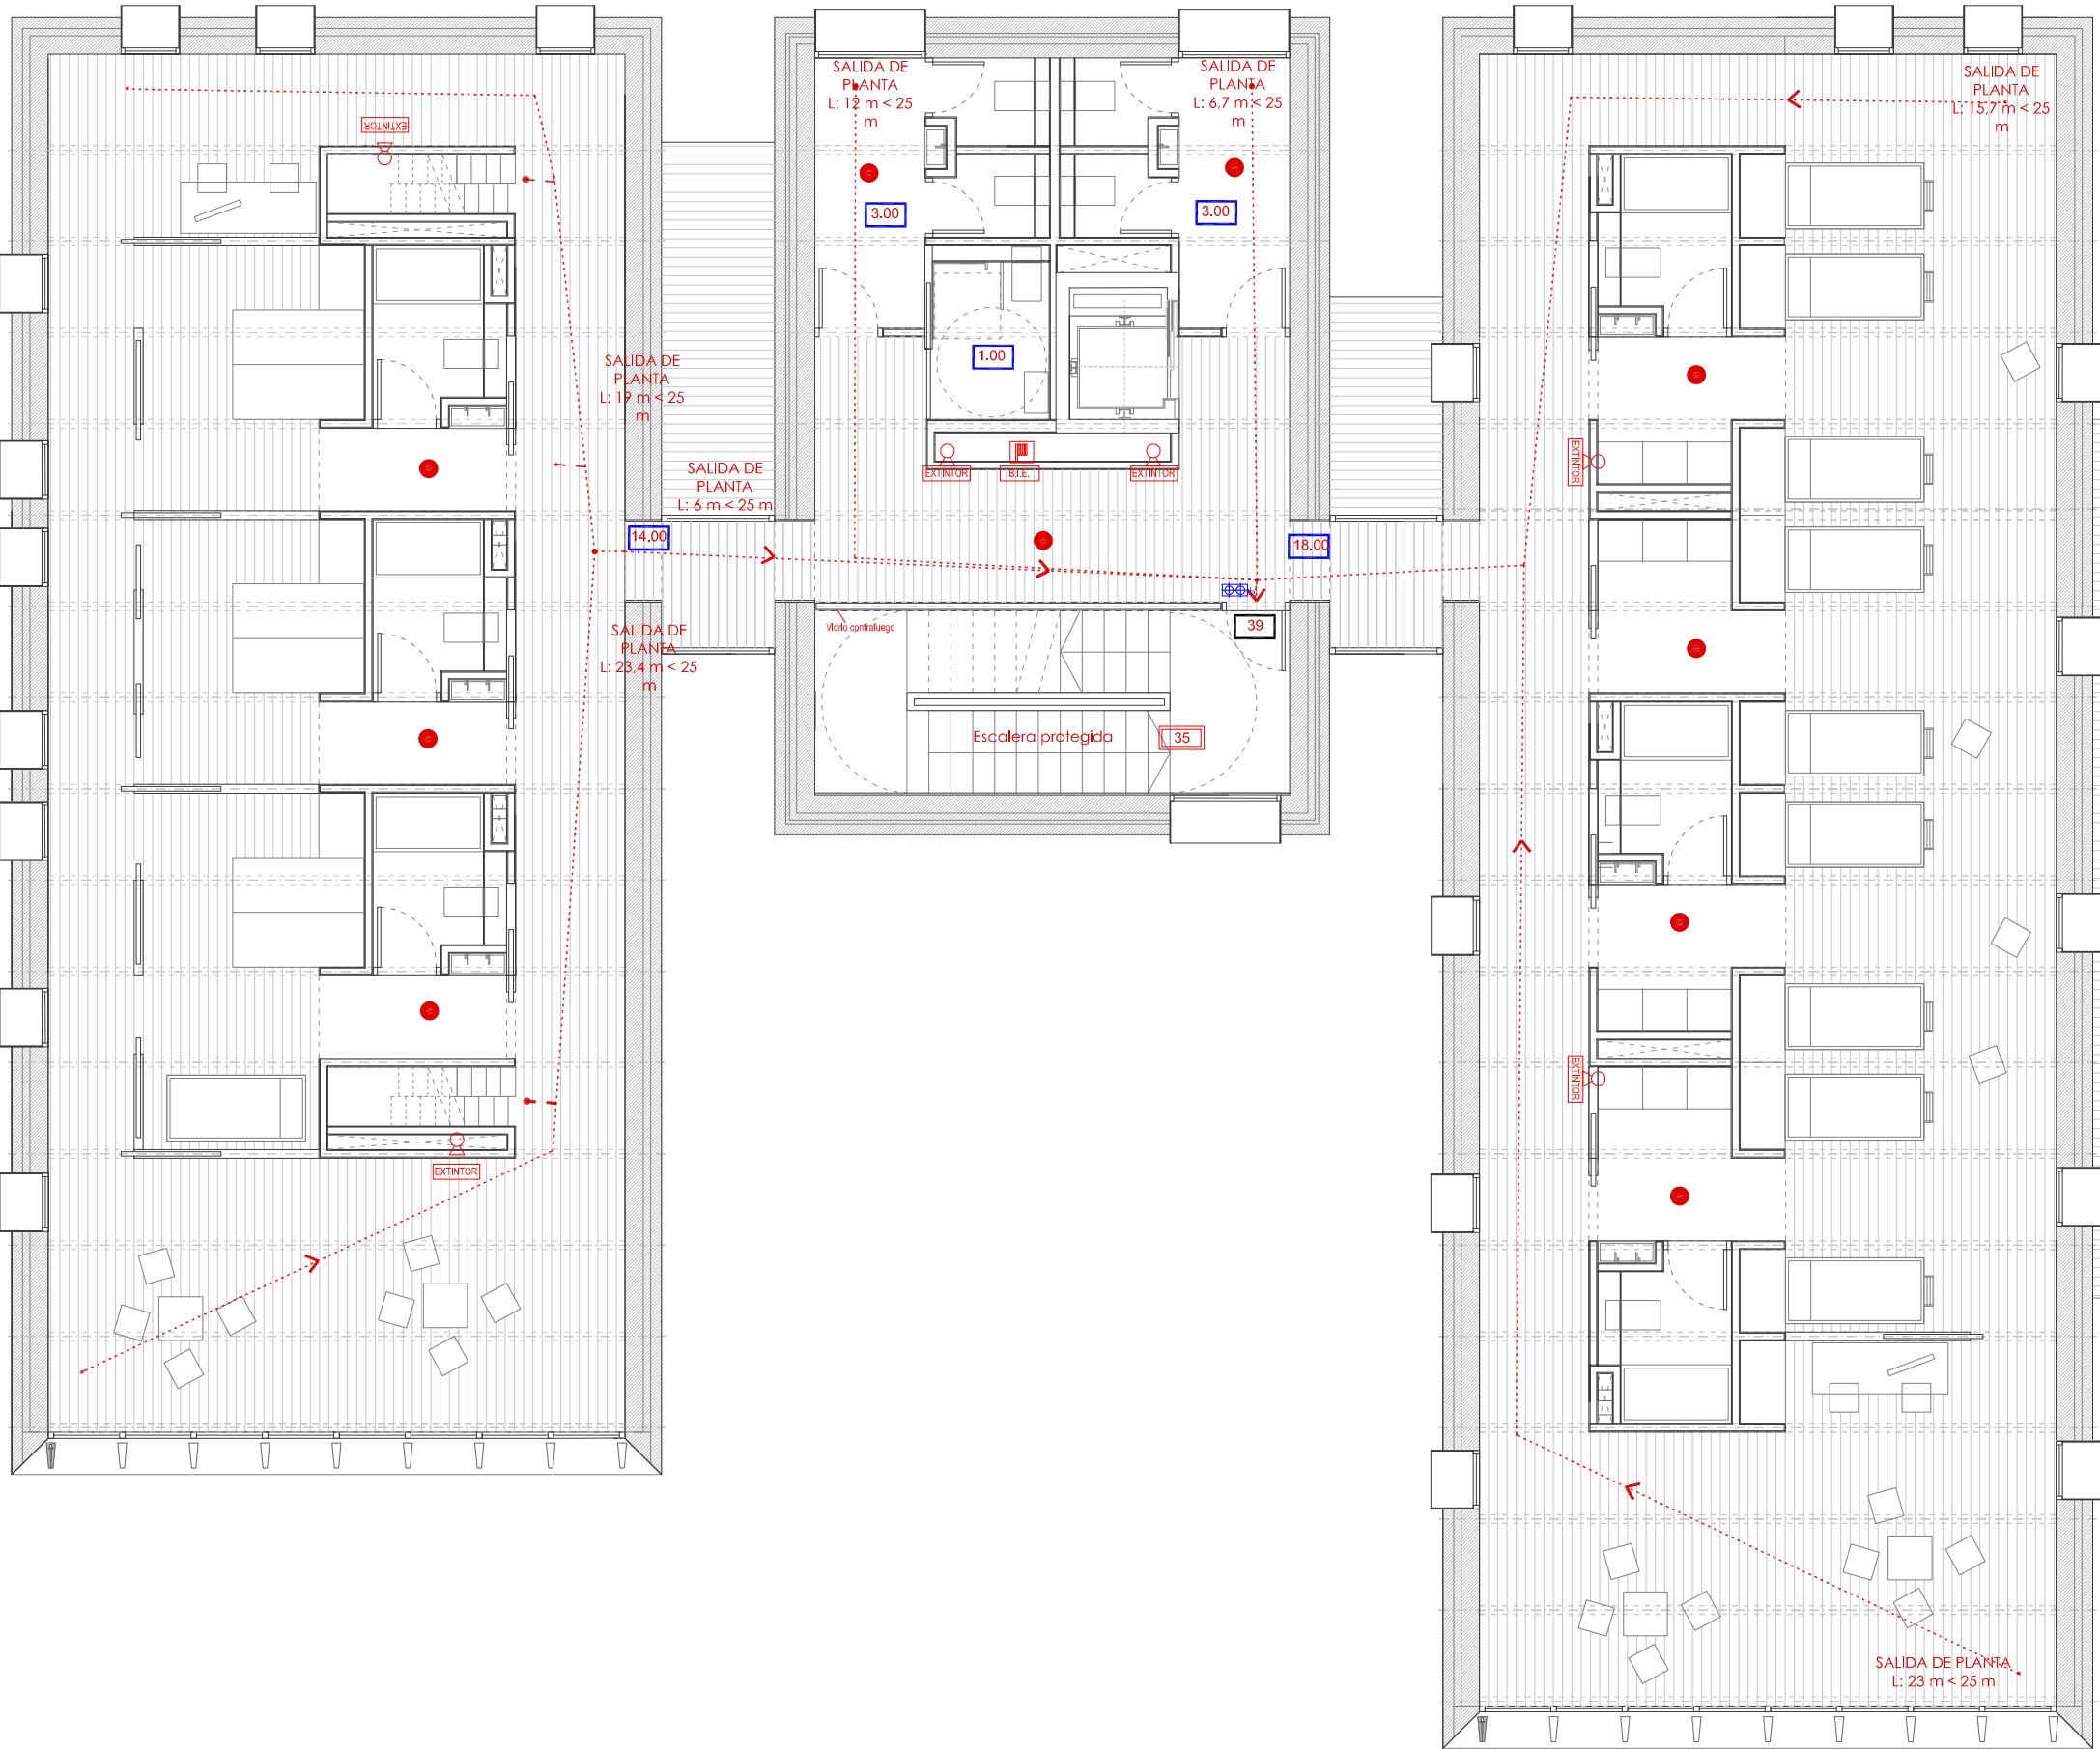 SALIDA DE
PLANTA
L: 12 m < 25
m
SALIDA DE
PLANTA
L: 6,7 m < 25
m
SALIDA DE
PLANTA
L: 15,7 m < 25
m
EXTINTOR
3.00
3.00
1.00
SALIDA DE
PLANTA
L: 19 m < 25
m
SALIDA DE
PLANTA
L: 6 m < 25 m
EXTINTOR
B.I.E.
EXTINTOR
EXTINTOR
14.00
18.00
SALIDA DE
PLANTA
L: 23,4 m < 25
m
Vidrio contrafuego
39
Escalera protegida
35
EXTINTOR
EXTINTOR
SALIDA DE PLANTA
L: 23 m < 25 m